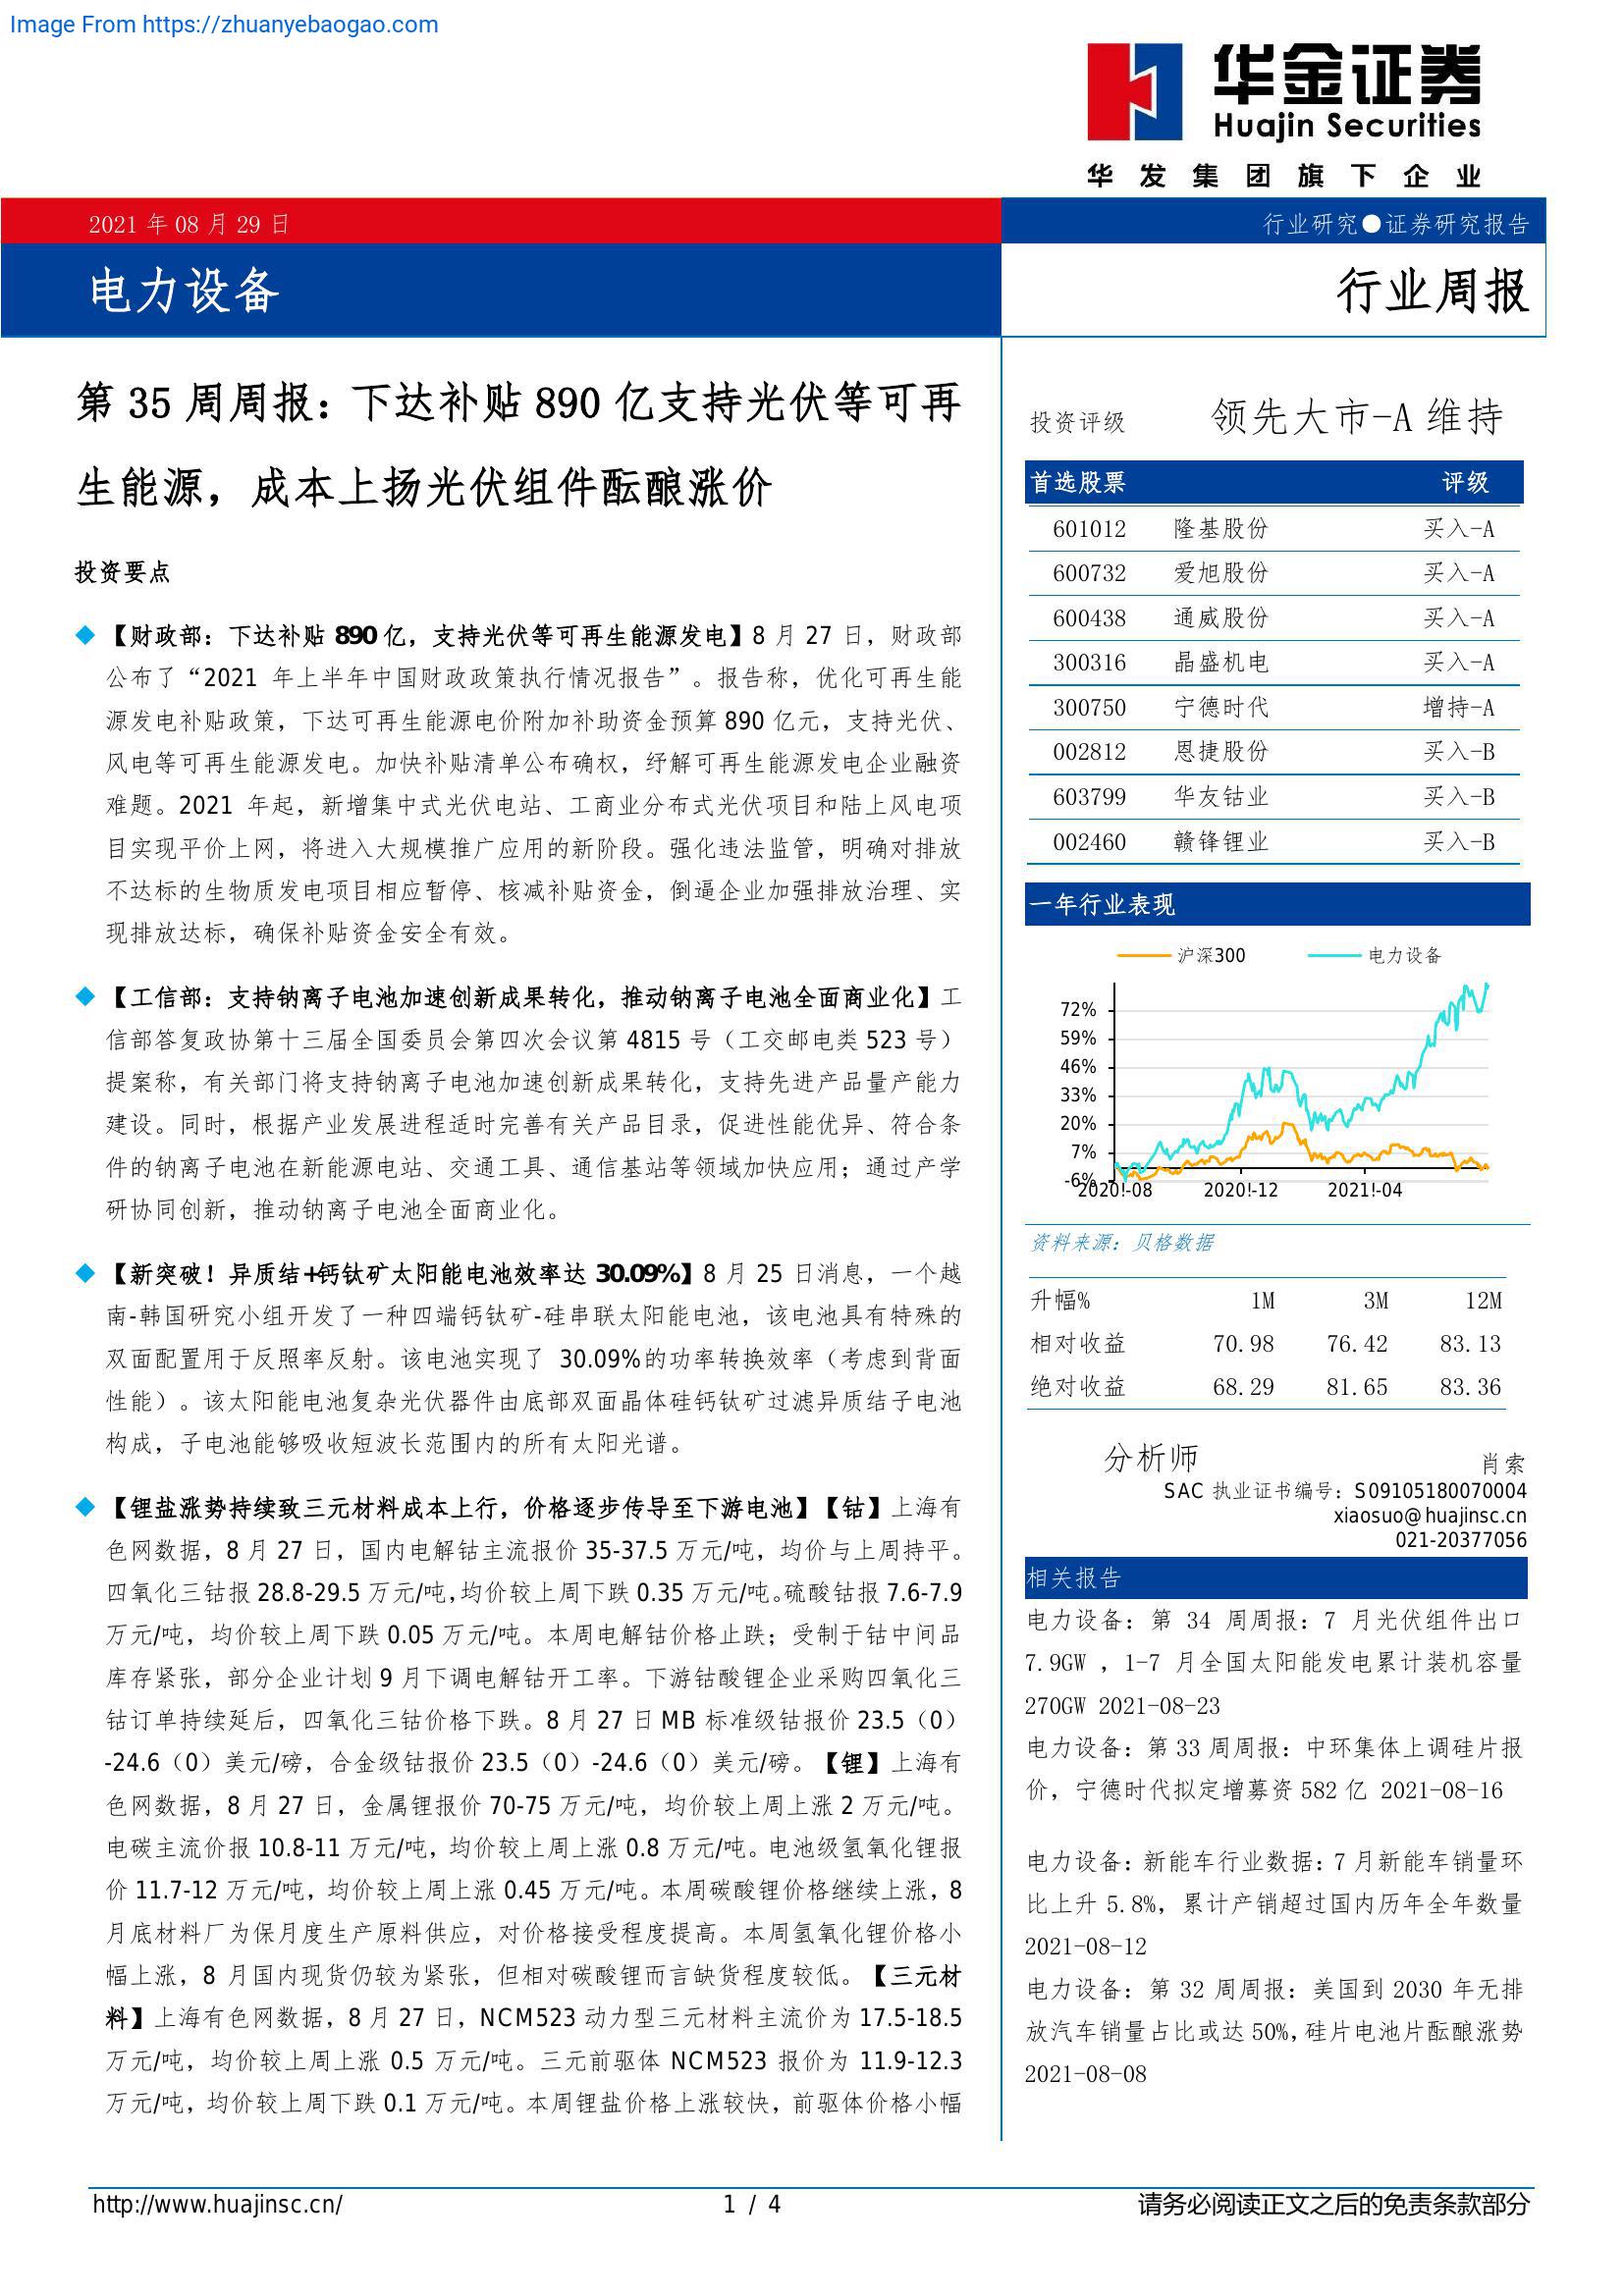 Image From https://zhuanyebaogao.com
华金证券
Huajin Securities
华发集团旗下企业
2021 年 08 月 29 日
行业研究●证券研究报告
电力设备
行业周报
第 35 周周报：下达补贴 890 亿支持光伏等可再
生能源，成本上扬光伏组件酝酿涨价
投资要点
◆ 【财政部：下达补贴 890 亿，支持光伏等可再生能源发电】8 月 27 日，财政部
公布了“2021 年上半年中国财政政策执行情况报告”。报告称，优化可再生能
源发电补贴政策，下达可再生能源电价附加补助资金预算 890 亿元，支持光伏、
风电等可再生能源发电。加快补贴清单公布确权，纾解可再生能源发电企业融资
难题。2021 年起，新增集中式光伏电站、工商业分布式光伏项目和陆上风电项
目实现平价上网，将进入大规模推广应用的新阶段。强化违法监管，明确对排放
不达标的生物质发电项目相应暂停、核减补贴资金，倒逼企业加强排放治理、实
现排放达标，确保补贴资金安全有效。
◆ 【工信部：支持钠离子电池加速创新成果转化，推动钠离子电池全面商业化】工
信部答复政协第十三届全国委员会第四次会议第 4815 号（工交邮电类 523 号）
提案称，有关部门将支持钠离子电池加速创新成果转化，支持先进产品量产能力
建设。同时，根据产业发展进程适时完善有关产品目录，促进性能优异、符合条
件的钠离子电池在新能源电站、交通工具、通信基站等领域加快应用；通过产学
研协同创新，推动钠离子电池全面商业化。
◆ 【新突破！异质结+钙钛矿太阳能电池效率达 30.09%】8 月 25 日消息，一个越
南-韩国研究小组开发了一种四端钙钛矿-硅串联太阳能电池，该电池具有特殊的
双面配置用于反照率反射。该电池实现了 30.09%的功率转换效率（考虑到背面
性能）。该太阳能电池复杂光伏器件由底部双面晶体硅钙钛矿过滤异质结子电池
构成，子电池能够吸收短波长范围内的所有太阳光谱。
◆ 【锂盐涨势持续致三元材料成本上行，价格逐步传导至下游电池】【钴】上海有
色网数据，8 月 27 日，国内电解钴主流报价 35-37.5 万元/吨，均价与上周持平。
四氧化三钴报 28.8-29.5 万元/吨，均价较上周下跌 0.35 万元/吨。硫酸钴报 7.6-7.9
万元/吨，均价较上周下跌 0.05 万元/吨。本周电解钴价格止跌；受制于钴中间品
库存紧张，部分企业计划 9 月下调电解钴开工率。下游钴酸锂企业采购四氧化三
钴订单持续延后，四氧化三钴价格下跌。8 月 27 日 MB 标准级钴报价 23.5（0）
-24.6（0）美元/磅，合金级钴报价 23.5（0）-24.6（0）美元/磅。【锂】上海有
色网数据，8 月 27 日，金属锂报价 70-75 万元/吨，均价较上周上涨 2 万元/吨。
电碳主流价报 10.8-11 万元/吨，均价较上周上涨 0.8 万元/吨。电池级氢氧化锂报
价 11.7-12 万元/吨，均价较上周上涨 0.45 万元/吨。本周碳酸锂价格继续上涨，8
月底材料厂为保月度生产原料供应，对价格接受程度提高。本周氢氧化锂价格小
幅上涨，8 月国内现货仍较为紧张，但相对碳酸锂而言缺货程度较低。【三元材
料】上海有色网数据，8 月 27 日，NCM523 动力型三元材料主流价为 17.5-18.5
万元/吨，均价较上周上涨 0.5 万元/吨。三元前驱体 NCM523 报价为 11.9-12.3
万元/吨，均价较上周下跌 0.1 万元/吨。本周锂盐价格上涨较快，前驱体价格小幅
投资评级 领先大市-A 维持
首选股票 评级
601012 隆基股份 买入-A
600732 爱旭股份 买入-A
600438 通威股份 买入-A
300316 晶盛机电 买入-A
300750 宁德时代 增持-A
002812 恩捷股份 买入-B
603799 华友钴业 买入-B
002460 赣锋锂业 买入-B
一年行业表现
沪深300 电力设备
72%
59%
46%
33%
20%
7%
-6%
2020!-08 2020!-12 2021!-04
资料来源：贝格数据
升幅% 1M 3M 12M
相对收益 70.98 76.42 83.13
绝对收益 68.29 81.65 83.36
分析师 肖索
SAC 执业证书编号：S0910518070004
xiaosuo@huajinsc.cn
021-20377056
相关报告
电力设备：第 34 周周报：7 月光伏组件出口
7.9GW ，1-7 月全国太阳能发电累计装机容量
270GW 2021-08-23
电力设备：第 33 周周报：中环集体上调硅片报
价，宁德时代拟定增募资 582 亿 2021-08-16
电力设备：新能车行业数据：7 月新能车销量环
比上升 5.8%，累计产销超过国内历年全年数量
2021-08-12
电力设备：第 32 周周报：美国到 2030 年无排
放汽车销量占比或达 50%，硅片电池片酝酿涨势
2021-08-08
http://www.huajinsc.cn/ 1 / 4 请务必阅读正文之后的免责条款部分